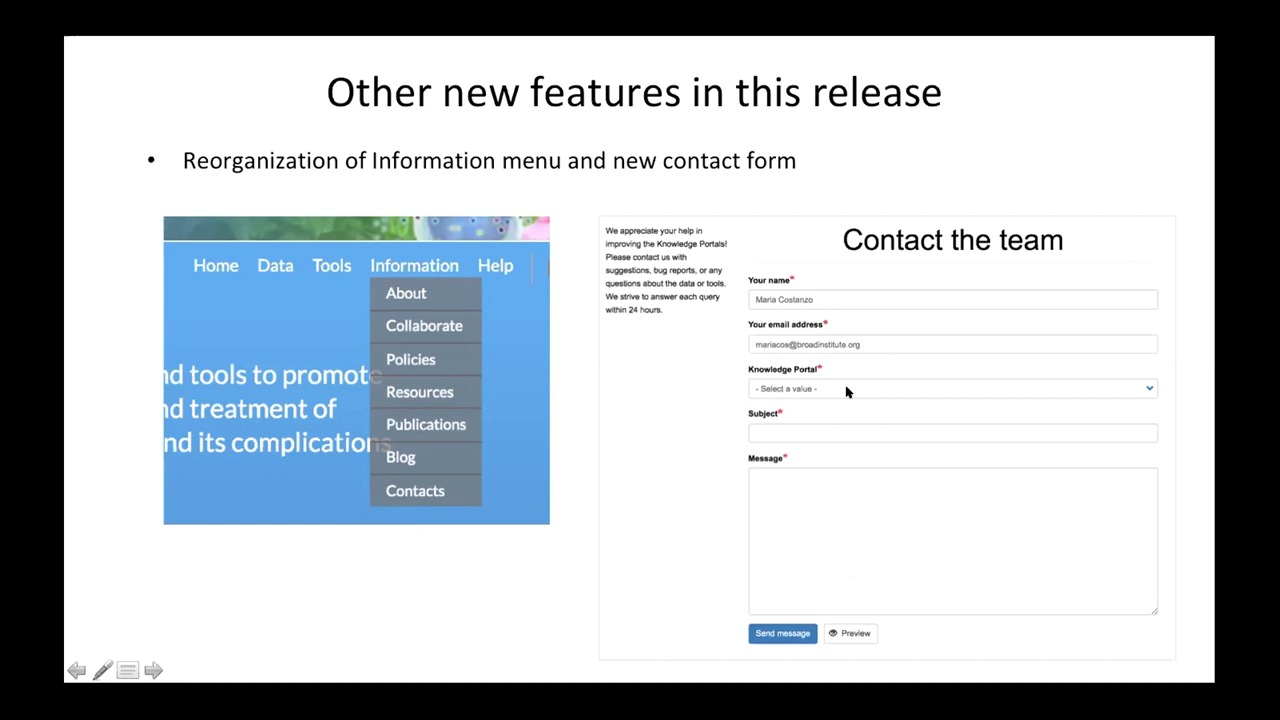 Other new features in this release
• Reorganization of Information menu and new contact form
Home Data Tools Information Help
About
Collaborate
Policies
Resources
Publications
Blog
Contacts
nd tools to promote
nd treatment of
nd its complications
We appreciate your help in
improving the Knowledge Portals!
Please contact us with
suggestions, bug reports, or any
questions about the data or tools.
We strive to answer each query
within 24 hours.
Contact the team
Your name*
Maria Costanzo
Your email address*
mariacos@broadinstitute.org
Knowledge Portal*
- Select a value -
Subject*
Message*
Send message Preview